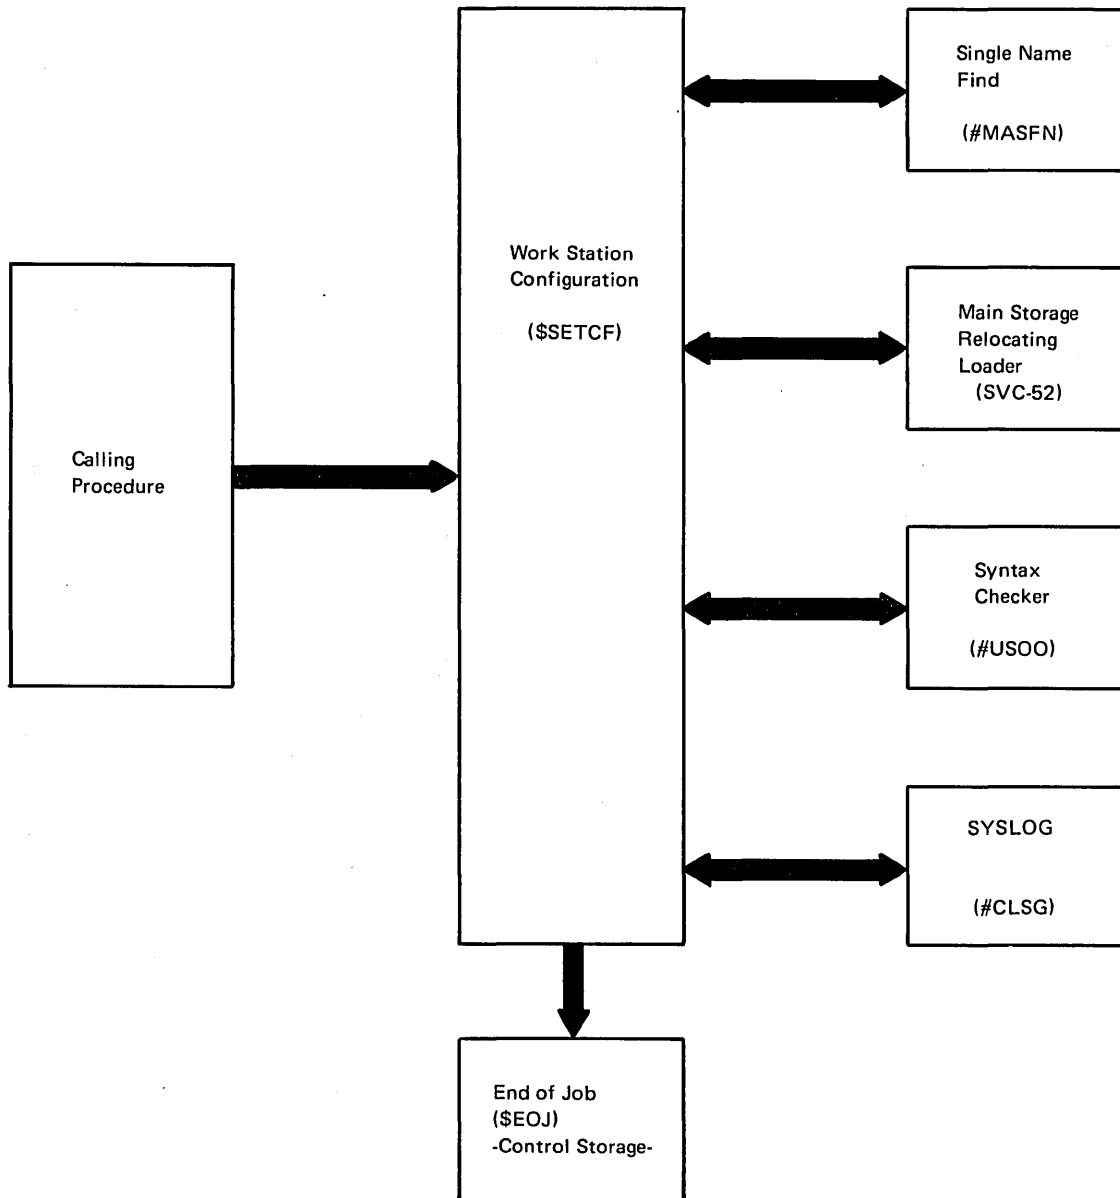 Single Name
Find
(#MASFN)
Work Station
Configuration
($SETCF)
Main Storage
Relocating
Loader
(SVC-52)
Calling
Procedure
Syntax
Checker
(#USOO)
SYSLOG
(#CLSG)
End of Job
($EOJ)
-Control Storage-